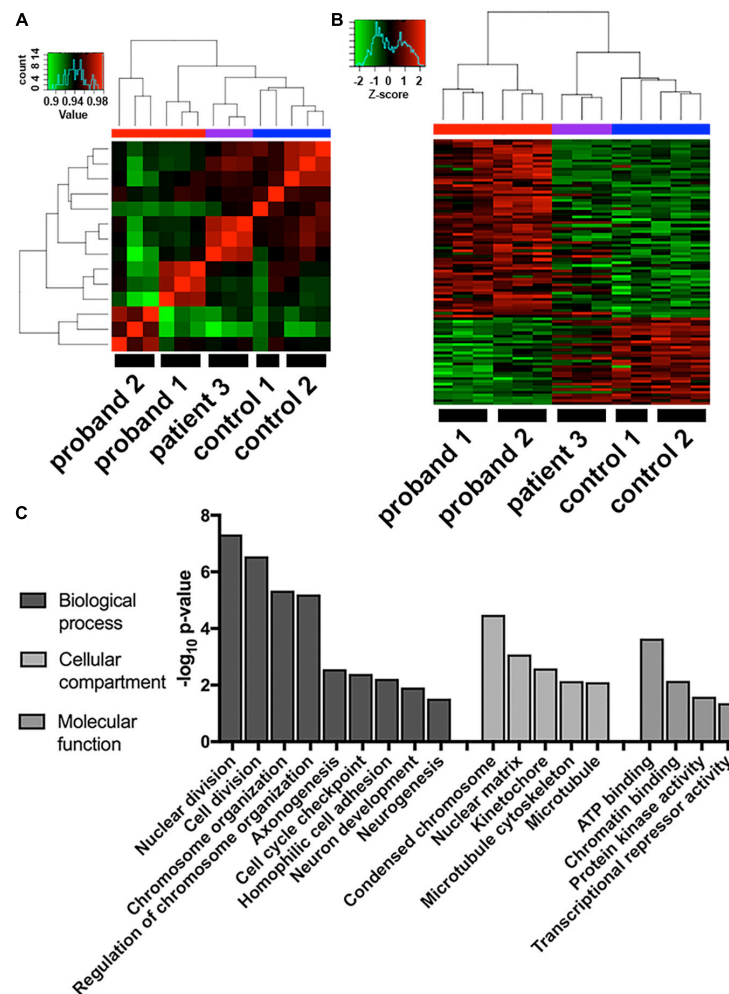 A
count
0 4 8 14
0.9 0.94 0.98
Value
proband 2
proband 1
patient 3
control 1
control 2
B
-2 -1 0 1 2
Z-score
proband 1
proband 2
patient 3
control 1
control 2
C
Biological
process
Cellular
compartment
Molecular
function
-log10 p-value
8
6
4
2
0
Nuclear division
Cell division
Chromosome organization
Regulation of chromosome organization
Axonogenesis
Cell cycle checkpoint
Homophilic cell adhesion
Neuron development
Neurogenesis
Condensed chromosome
Nuclear matrix
Kinetochore
Microtubule cytoskeleton
Microtubule
ATP binding
Chromatin binding
Protein kinase activity
Transcriptional repressor activity